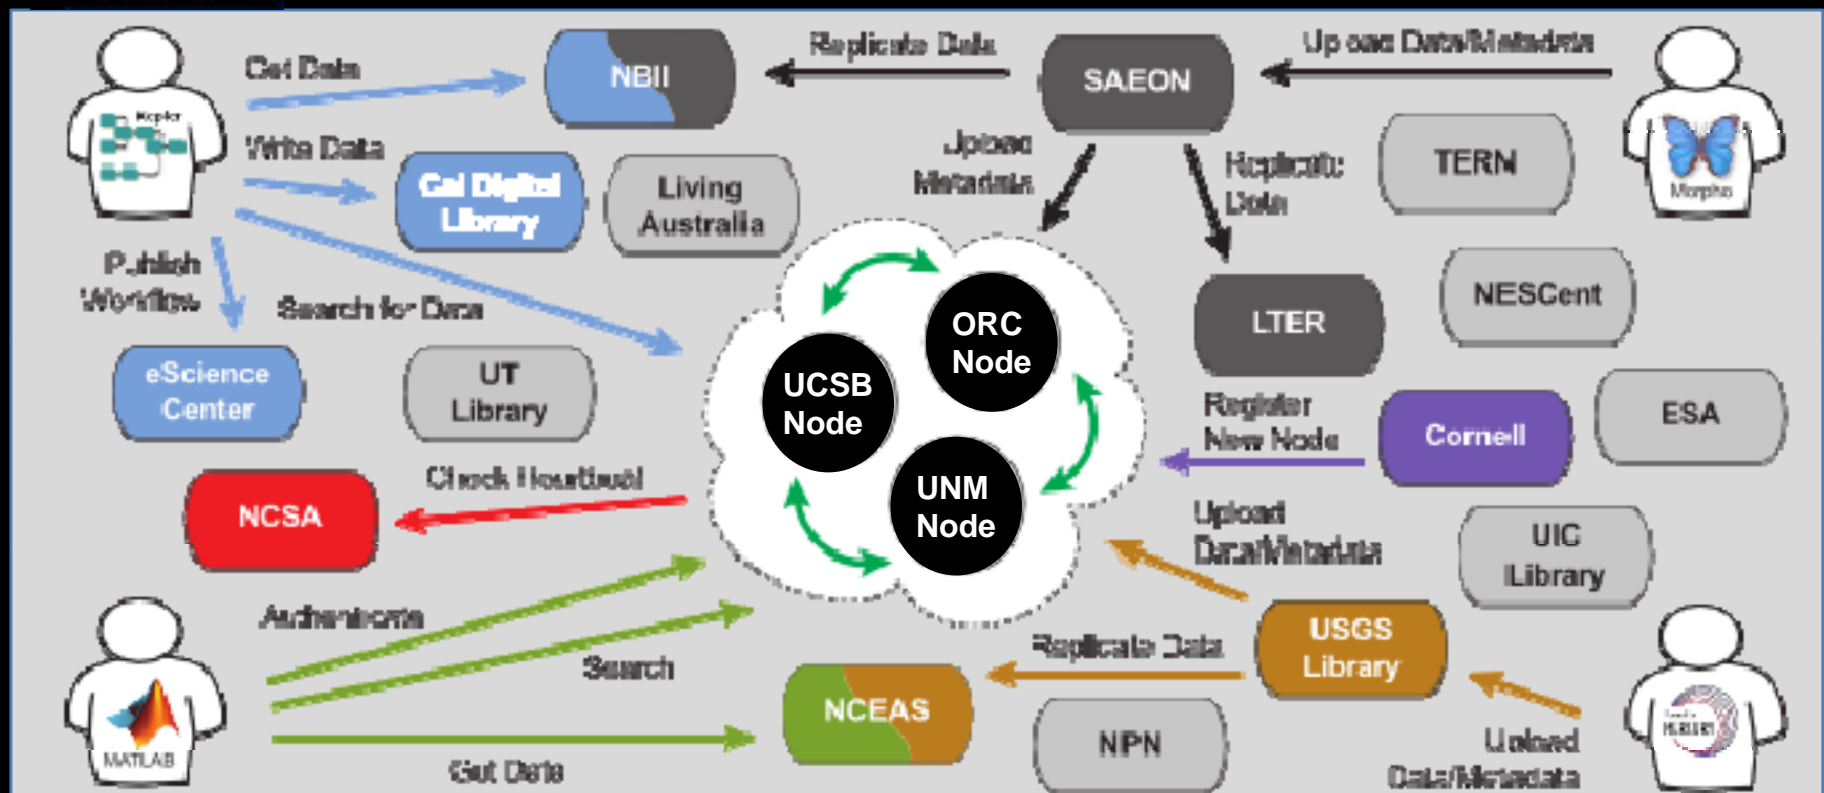 Get Data
Replicate Data
Upload Data/Metadata
NBII
SAEON
Kepler
Write Data
Upload
Metadata
Replicate
Data
TERN
Morpho
Cal Digital
Library
Living
Australia
Publish
Workflow
Search for Data
NESCent
ORC
Node
LTER
eScience
Center
UT
Library
UCSB
Node
Register
New Node
Cornell
ESA
Check Heartbeat
NCSA
UNM
Node
Upload
Data/Metadata
UIC
Library
Authenticate
Search
Replicate Data
USGS
Library
NCEAS
NPN
MATLAB
Get Data
Upload
Data/Metadata